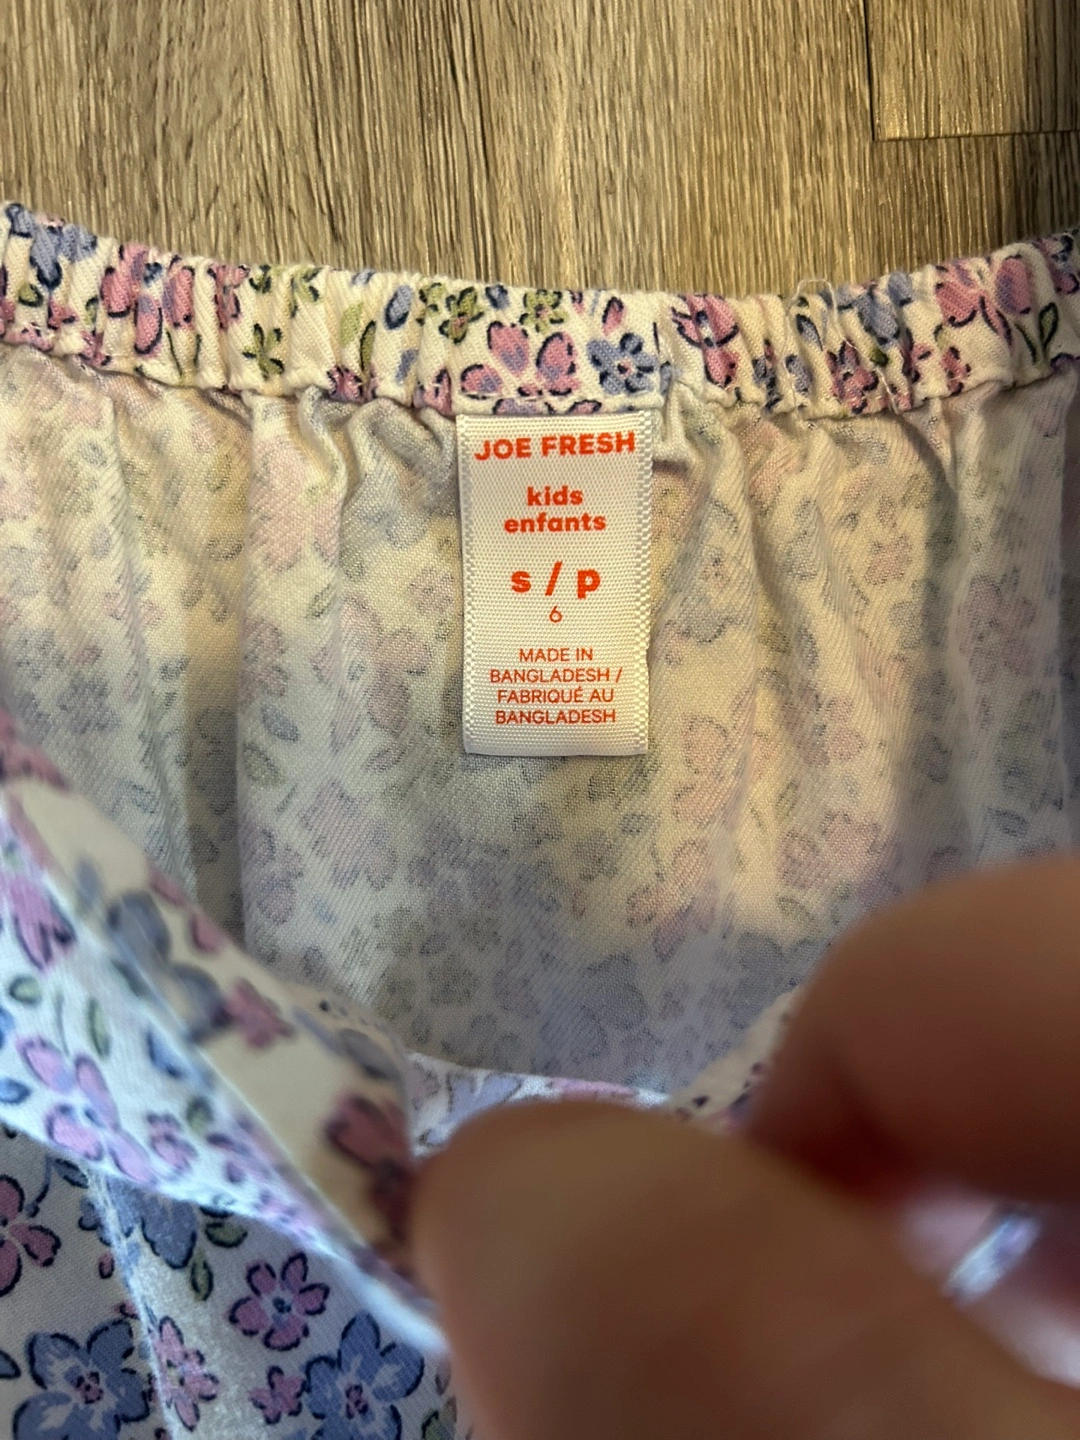 JOE FRESH
kids
enfants
s / p
6
MADE IN
BANGLADESH /
FABRIQUÉ AU
BANGLADESH